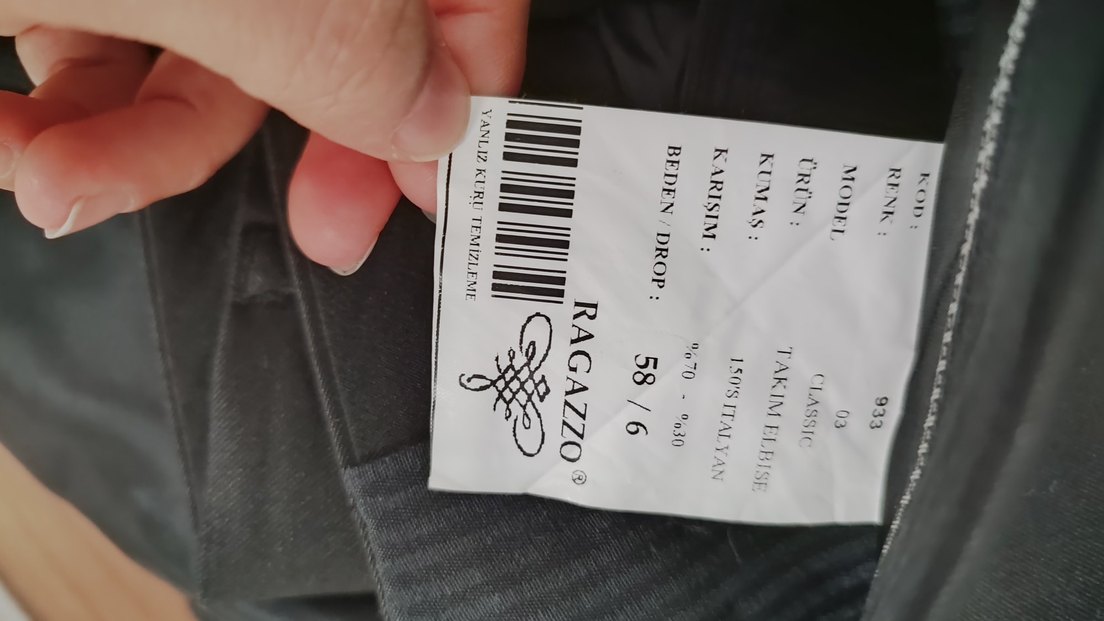 KOD : 933
RENK : 03
MODEL CLASSIC
ÜRÜN : TAKIM ELBISE
KUMAŞ : 150'S ITALYAN
KARIŞIM : %70 - %30
BEDEN / DROP : 58 / 6
RAGAZZO®
YANLIZ KURU TEMİZLEME